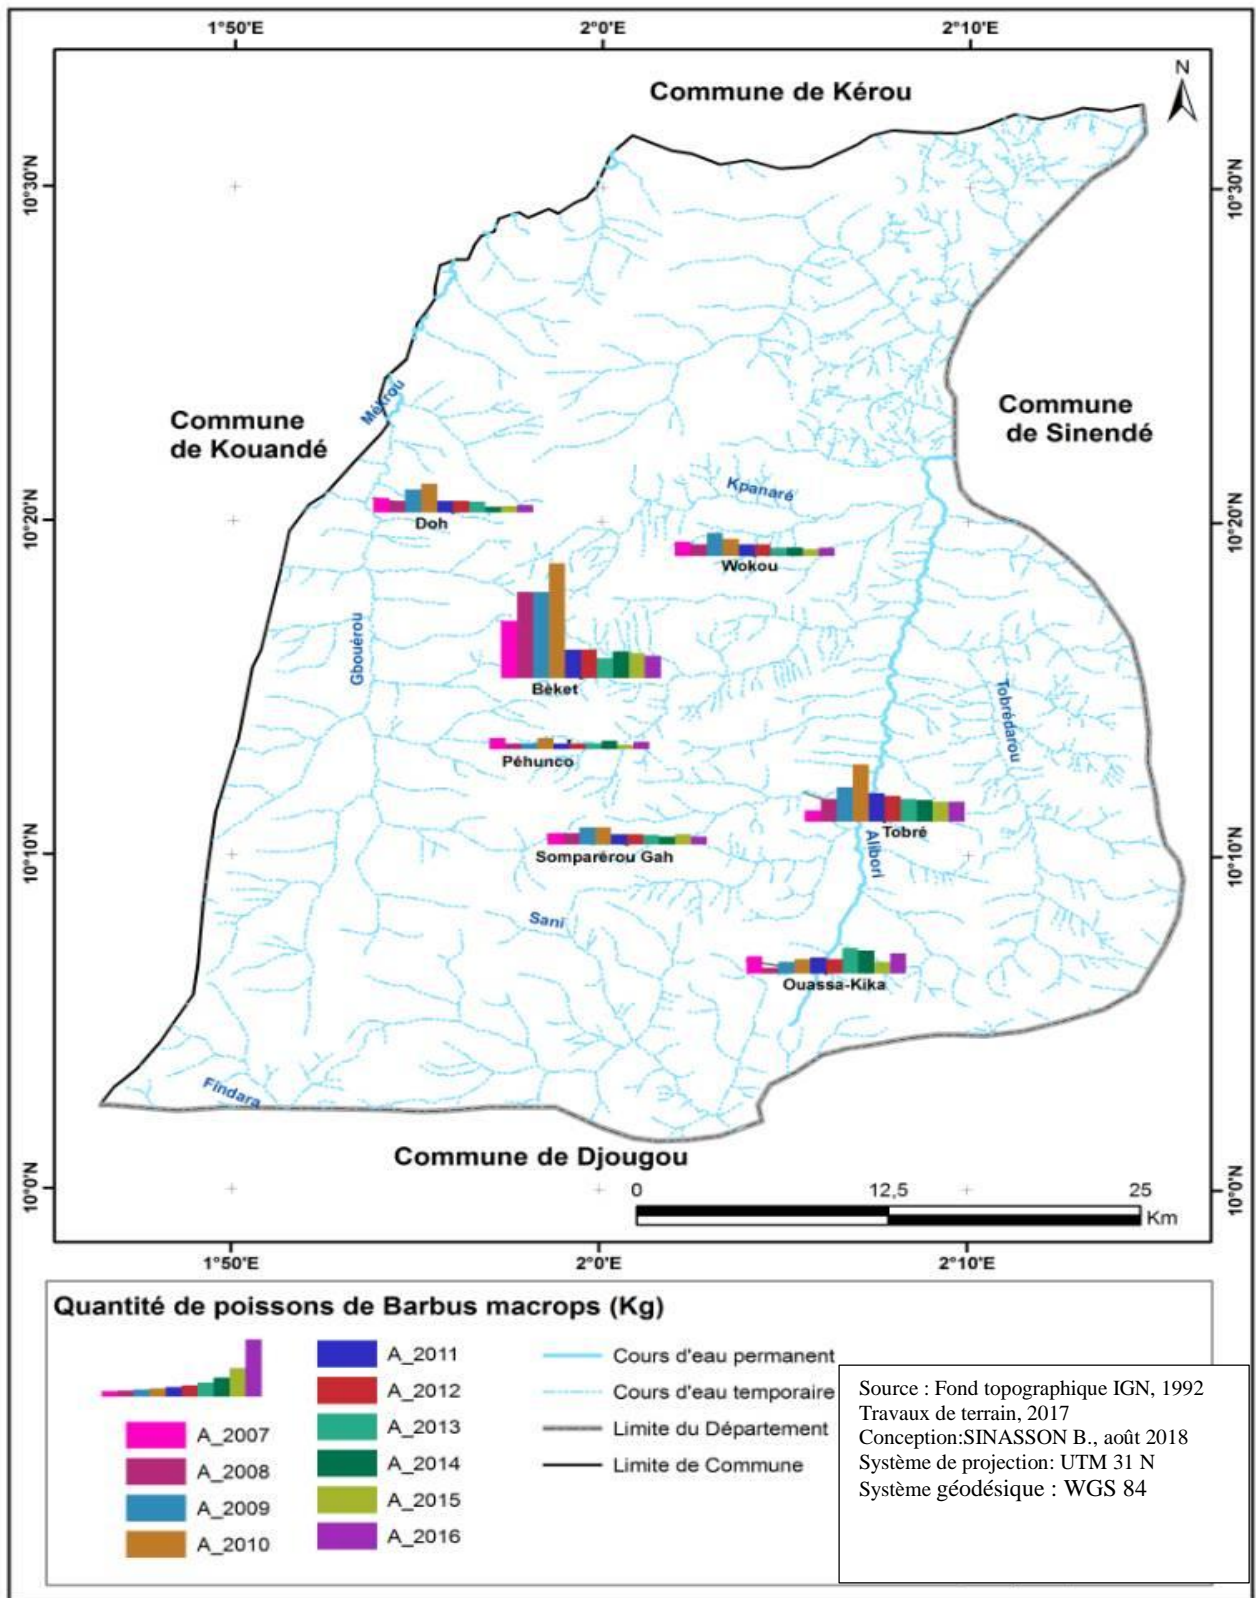 1°50'E
2°0'E
2°10'E
N
Commune de Kérou
10°30'N
10°30'N
Commune
de Kouandé
Commune
de Sinendé
Mékrou
Kpanaré
Doh
10°20'N
10°20'N
Wokou
Gbouérou
Bèket
Tobrédarou
Péhunco
Tobré
Alibori
Somparérou Gah
10°10'N
10°10'N
Sani
Ouassa-Kika
Findara
Commune de Djougou
10°0'N
10°0'N
0
12,5
25
Km
1°50'E
2°0'E
2°10'E
Quantité de poissons de Barbus macrops (Kg)
A_2007
A_2008
A_2009
A_2010
A_2011
A_2012
A_2013
A_2014
A_2015
A_2016
Cours d'eau permanent
Cours d'eau temporaire
Limite du Département
Limite de Commune
Source : Fond topographique IGN, 1992
Travaux de terrain, 2017
Conception:SINASSON B., août 2018
Système de projection: UTM 31 N
Système géodésique : WGS 84